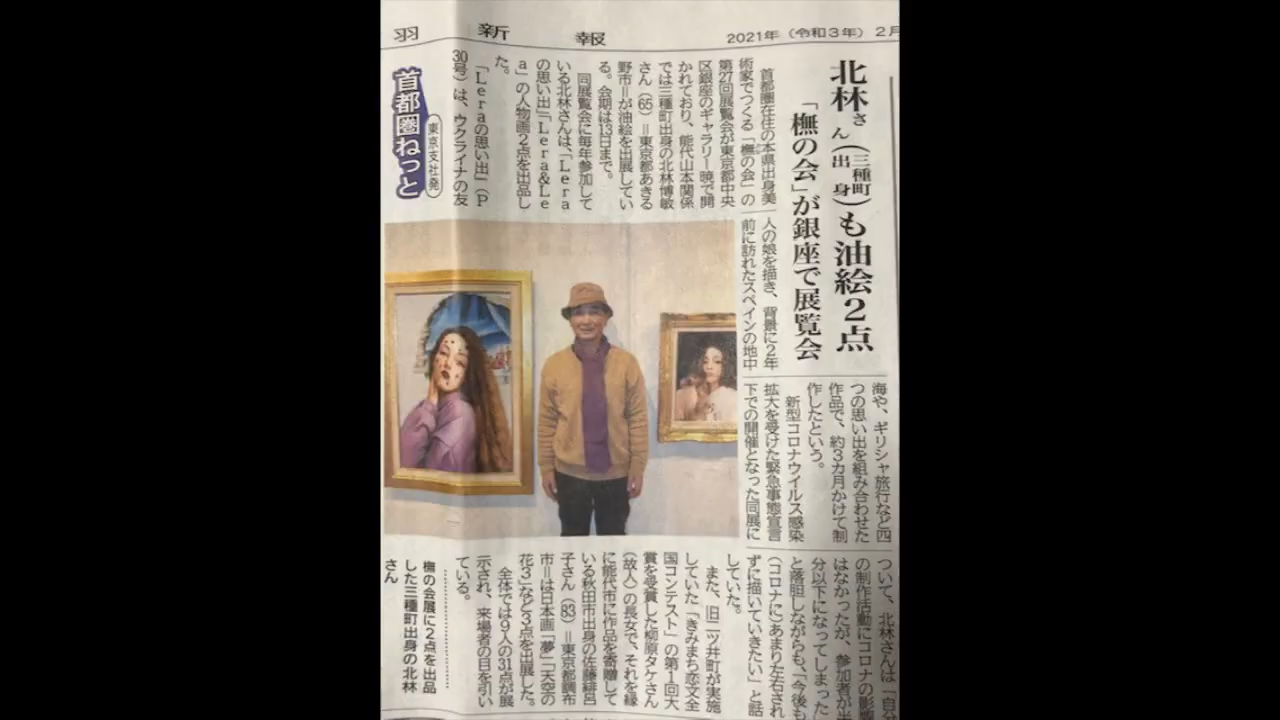 羽 新 報
2021年（令和3年）2月
北林さん（三種町出身）も油絵2点
「橅の会」が銀座で展覧会
首都圏在住の本県出身美
術家でつくる「橅の会」の
第27回展覧会が東京都中央
区銀座のギャラリー暁で開
かれており、能代山本関係
では三種町出身の北林博敏
さん（65）＝東京都あきる
野市＝が油絵を出展してい
る。会期は13日まで。
同展覧会に毎年参加して
いる北林さんは、「Lera
の思い出」「Lera&Le
ra」の人物画2点を出品し
た。
「Leraの思い出」（P
30号）は、ウクライナの友
首都圏ねっと
東京支社発
人の娘を描き、背景に2年
前に訪れたスペインの地中
海や、ギリシャ旅行など四
つの思い出を組み合わせた
作品で、約3カ月かけて制
作したという。
新型コロナウイルス感染
拡大を受けた緊急事態宣言
下での開催となった同展に
ついて、北林さんは「自分
の制作活動にコロナの影響
はなかったが、参加者が半
分以下になってしまった」
と落胆しながらも、「今後も
（コロナに）あまり左右され
ずに描いていきたい」と話
していた。
また、旧二ツ井町が実施
していた「きみまち恋文全
国コンテスト」の第1回大
賞を受賞した柳原タケさん
（故人）の長女で、それを縁
に能代市に作品を寄贈して
いる秋田市出身の佐藤緋呂
子さん（83）＝東京都調布
市＝は日本画「夢」「天空の
花3」など3点を出展した。
全体では9人の31点が展
示され、来場者の目を引い
ている。
橅の会展に2点を出品
した三種町出身の北林
さん